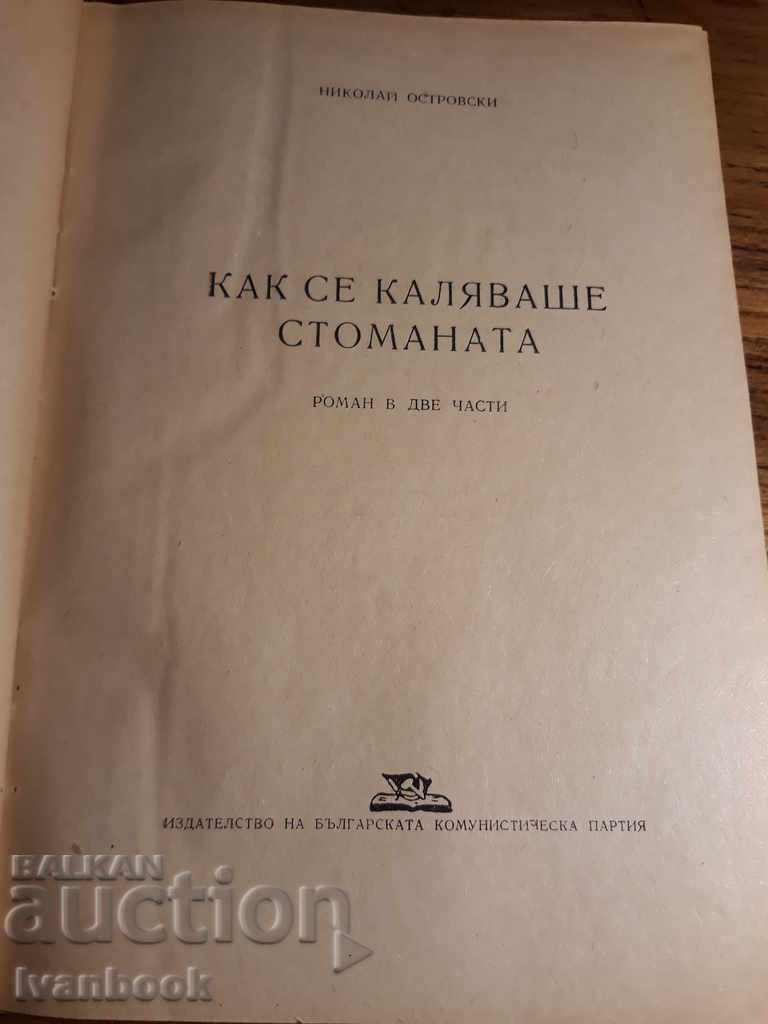 НИКОЛАЙ ОСТРОВСКИ
КАК СЕ КАЛЯВАШЕ
СТОМАНАТА
РОМАН В ДВЕ ЧАСТИ
ИЗДАТЕЛСТВО НА БЪЛГАРСКАТА КОМУНИСТИЧЕСКА ПАРТИЯ
BALKAN
auction
Ivanbook